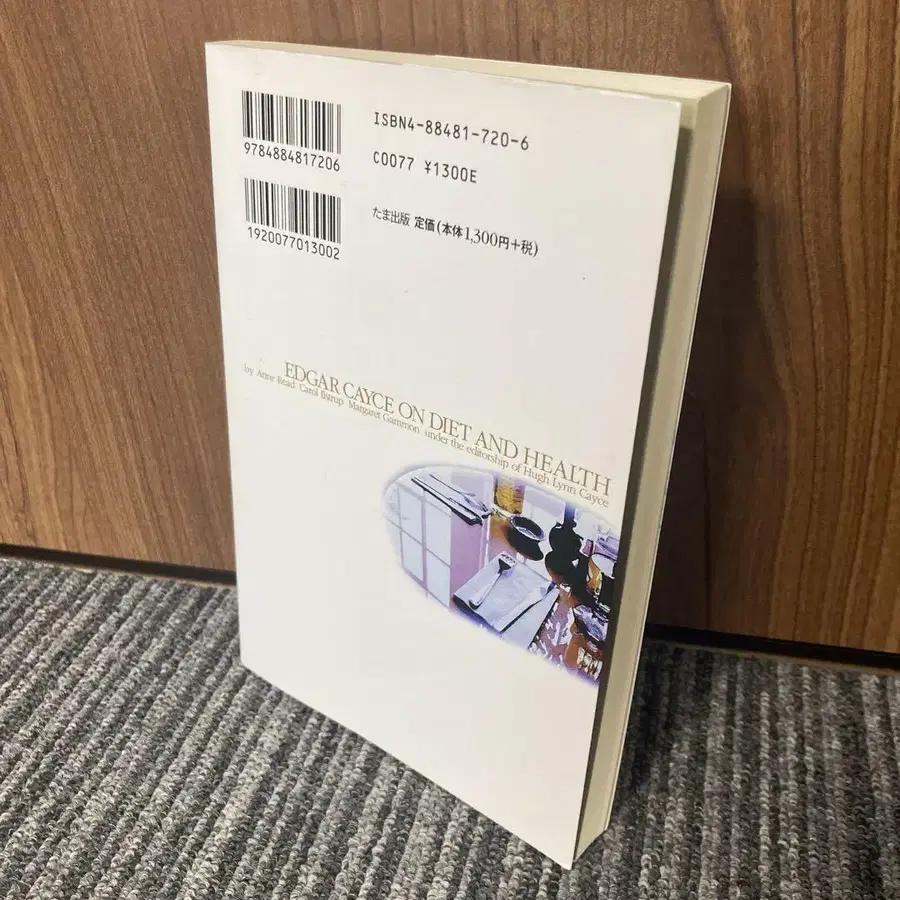 ISBN4-88481-720-6
9784884817206
C0077 ¥1300E
1920077013002
たま出版 定価(本体1,300円+税)
EDGAR CAYCE ON DIET AND HEALTH
by Anne Read Carol Ilstrup Margaret Gammon under the editorship of Hugh Lynn Cayce